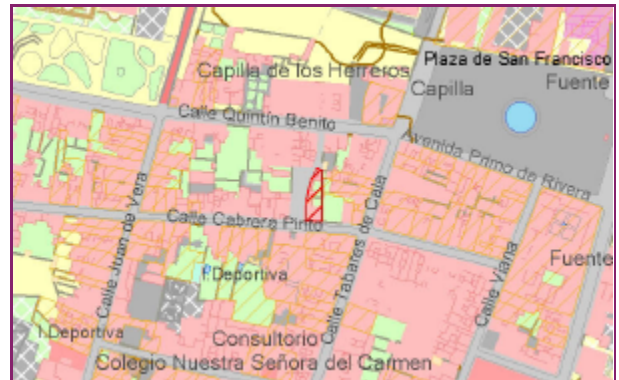 Plaza de San Francisco
Capilla de los Herreros
Capilla
Fuente
Calle Quintín Benito
Avenida Primo de Rivera
Calle Juan de Vera
Calle Cabrera Pinto
Calle Tabares de Cala
Calle Viana
Fuente
I.Deportiva
I.Deportiva
Consultorio
Colegio Nuestra Señora del Carmen